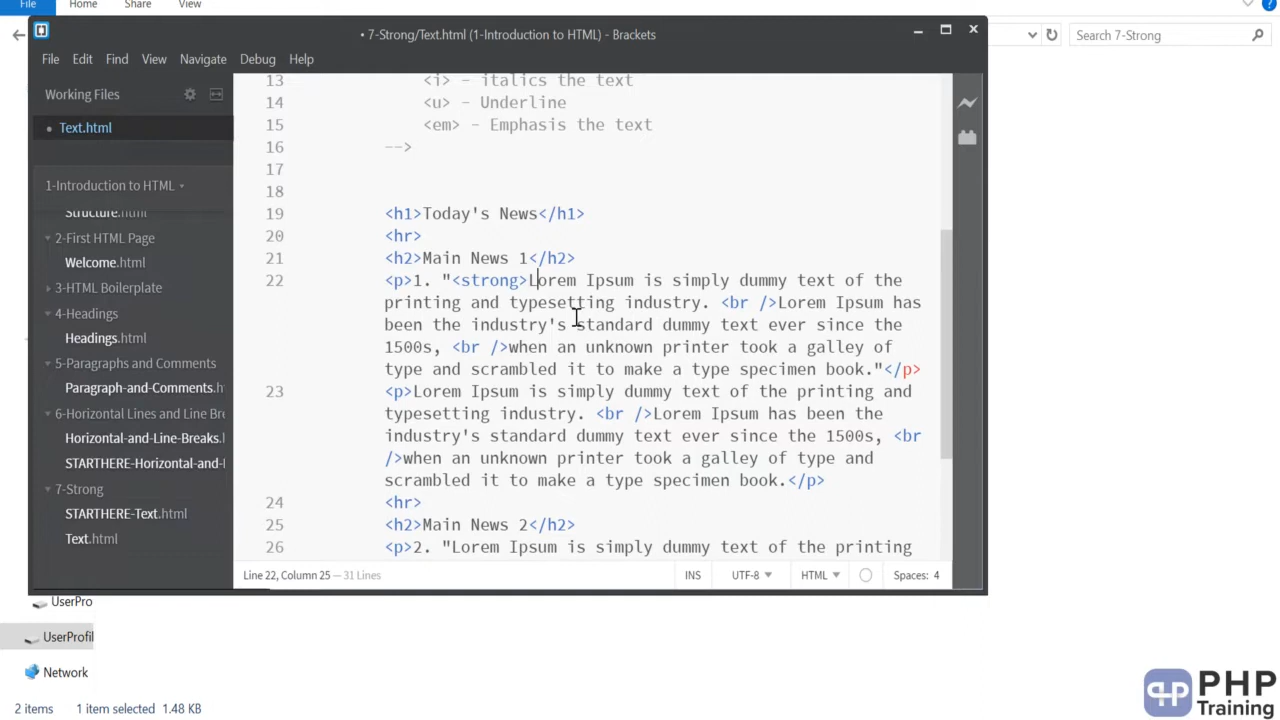 File Home Share View
• 7-Strong/Text.html (1-Introduction to HTML) - Brackets
Search 7-Strong
File Edit Find View Navigate Debug Help
Working Files
• Text.html
1-Introduction to HTML
Structure.html
2-First HTML Page
Welcome.html
3-HTML Boilerplate
4-Headings
Headings.html
5-Paragraphs and Comments
Paragraph-and-Comments.h
6-Horizontal Lines and Line Bre
Horizontal-and-Line-Breaks.
STARTHERE-Horizontal-and-
7-Strong
STARTHERE-Text.html
Text.html
13 <i> - italics the text
14 <u> - Underline
15 <em> - Emphasis the text
16 -->
17
18
19 <h1>Today's News</h1>
20 <hr>
21 <h2>Main News 1</h2>
22 <p>1. "<strong>Lorem Ipsum is simply dummy text of the
printing and typesetting industry. <br />Lorem Ipsum has
been the industry's standard dummy text ever since the
1500s, <br />when an unknown printer took a galley of
type and scrambled it to make a type specimen book."</p>
23 <p>Lorem Ipsum is simply dummy text of the printing and
typesetting industry. <br />Lorem Ipsum has been the
industry's standard dummy text ever since the 1500s, <br
/>when an unknown printer took a galley of type and
scrambled it to make a type specimen book.</p>
24 <hr>
25 <h2>Main News 2</h2>
26 <p>2. "Lorem Ipsum is simply dummy text of the printing
Line 22, Column 25 — 31 Lines
INS UTF-8 HTML Spaces: 4
UserPro
UserProfil
Network
2 items 1 item selected 1.48 KB
PHP
Training